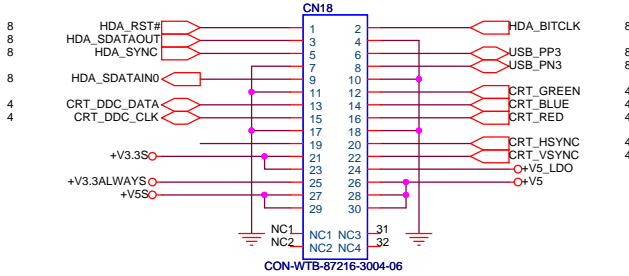 CN18
8 HDA_RST# 1 2 HDA_BITCLK 8
8 HDA_SDATAOUT 3 4
8 HDA_SYNC 5 6 USB_PP3 8
7 8 USB_PN3 8
8 HDA_SDATAIN0 9 10
11 12 CRT_GREEN 4
4 CRT_DDC_DATA 13 14 CRT_BLUE 4
4 CRT_DDC_CLK 15 16 CRT_RED 4
17 18
19 20 CRT_HSYNC 4
+V3.3S 21 22 CRT_VSYNC 4
23 24 +V5_LDO
+V3.3ALWAYS 25 26 +V5
+V5S 27 28
29 30
NC1 NC1 NC3 31
NC2 NC2 NC4 32
CON-WTB-87216-3004-06